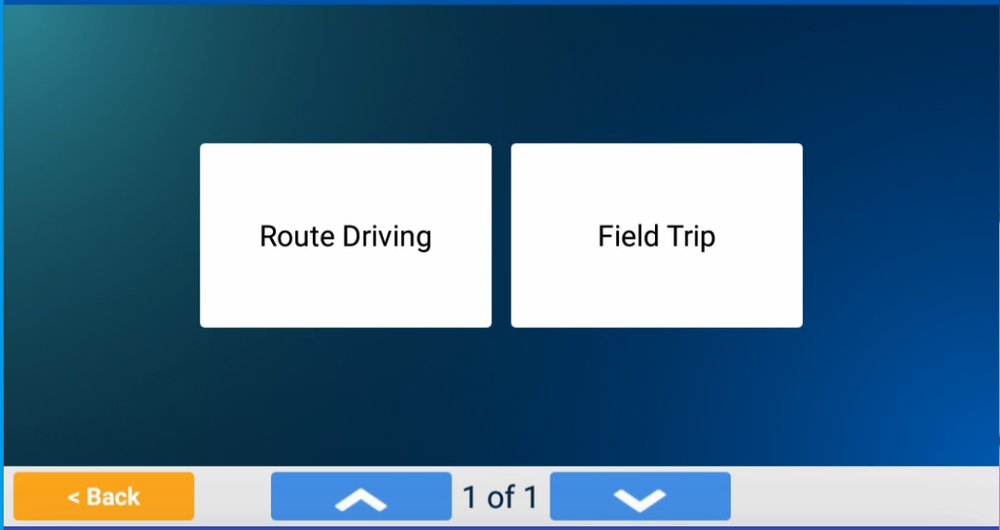 Route Driving
Field Trip
< Back
1 of 1